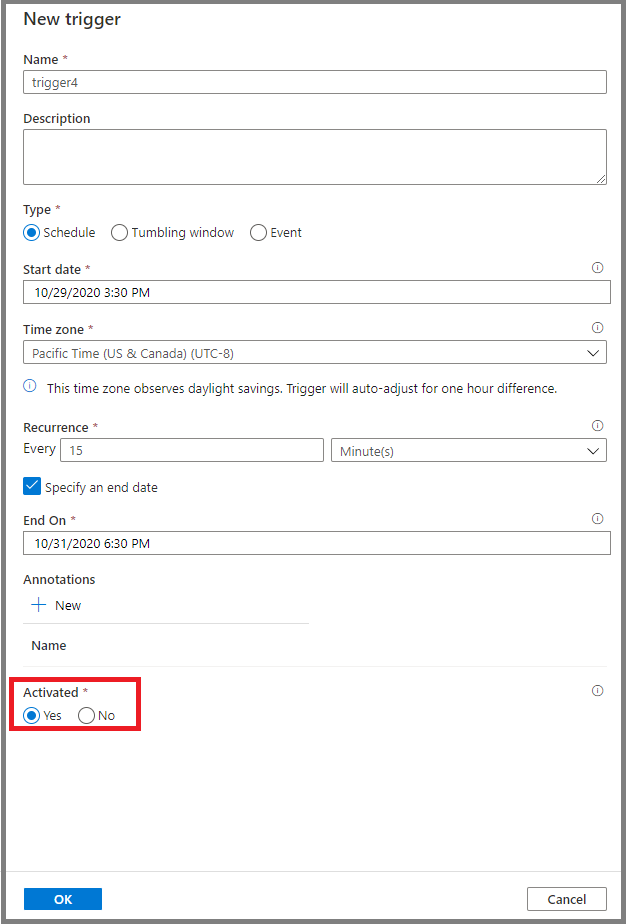 New trigger
Name *
trigger4
Description
Type *
Schedule Tumbling window Event
Start date *
10/29/2020 3:30 PM
Time zone *
Pacific Time (US & Canada) (UTC-8)
This time zone observes daylight savings. Trigger will auto-adjust for one hour difference.
Recurrence *
Every 15 Minute(s)
Specify an end date
End On *
10/31/2020 6:30 PM
Annotations
+ New
Name
Activated *
Yes No
OK Cancel